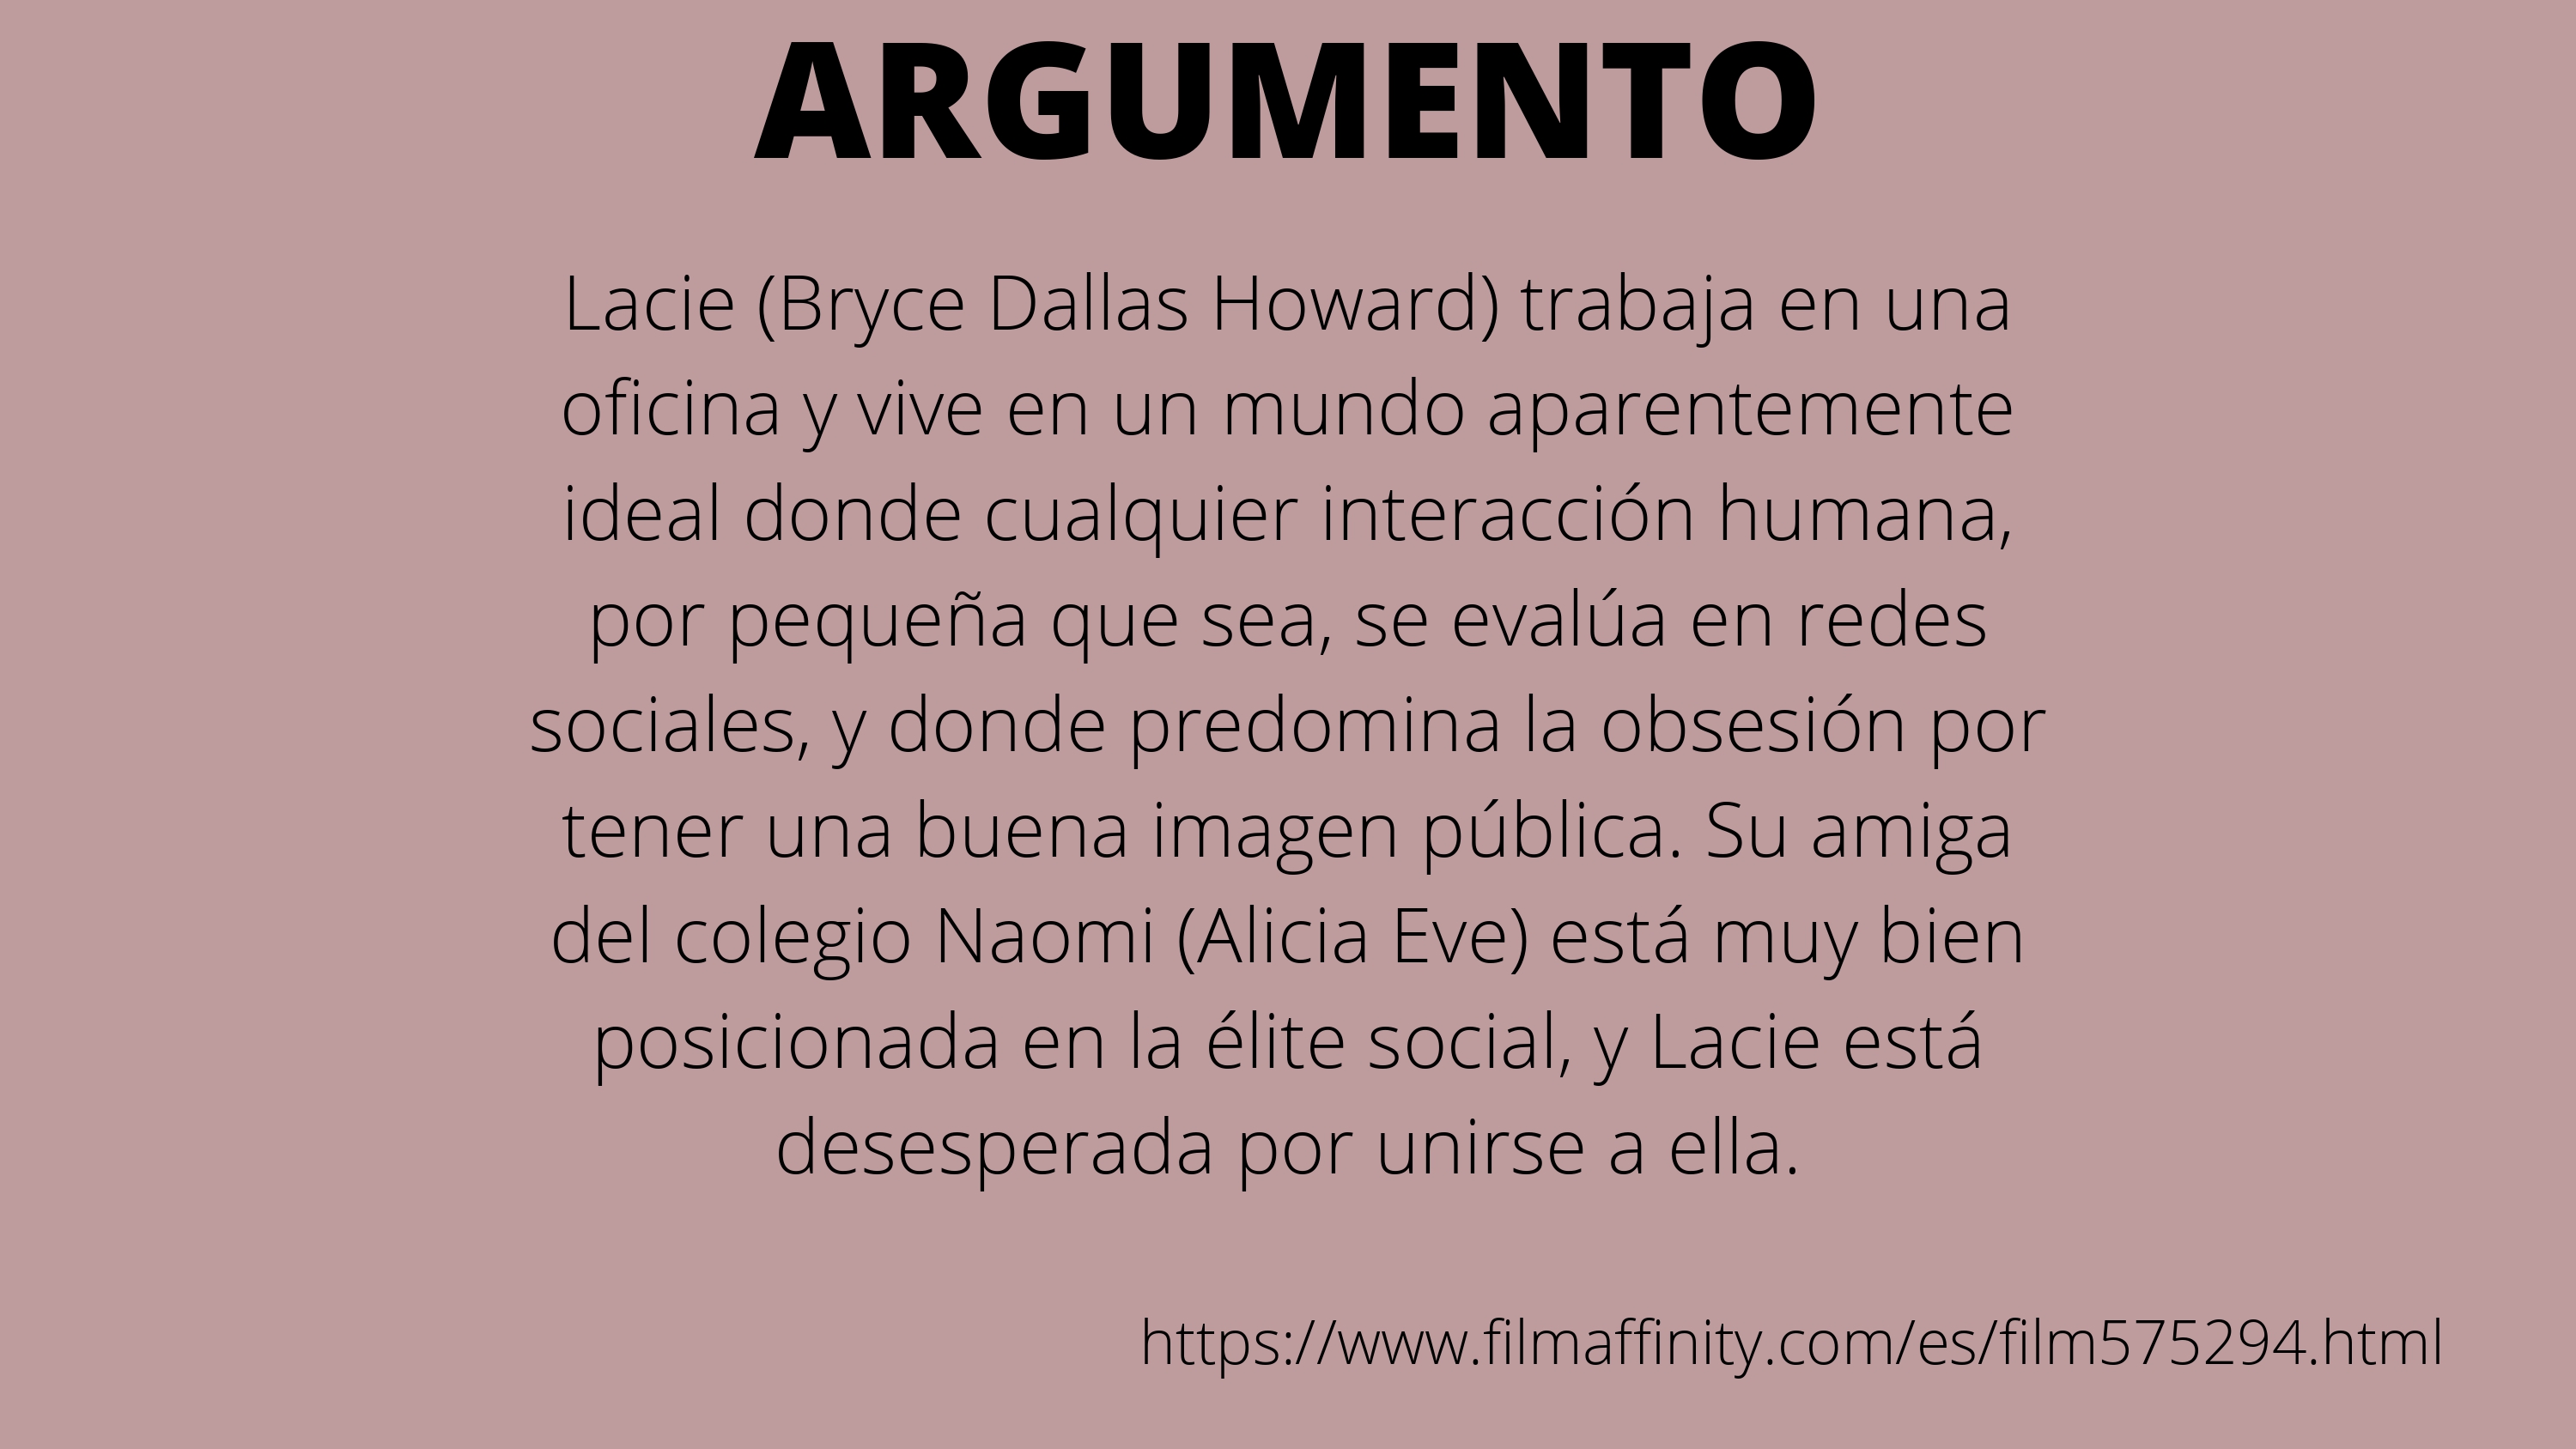 ARGUMENTO
Lacie (Bryce Dallas Howard) trabaja en una
oficina y vive en un mundo aparentemente
ideal donde cualquier interacción humana,
por pequeña que sea, se evalúa en redes
sociales, y donde predomina la obsesión por
tener una buena imagen pública. Su amiga
del colegio Naomi (Alicia Eve) está muy bien
posicionada en la élite social, y Lacie está
desesperada por unirse a ella.
https://www.filmaffinity.com/es/film575294.html